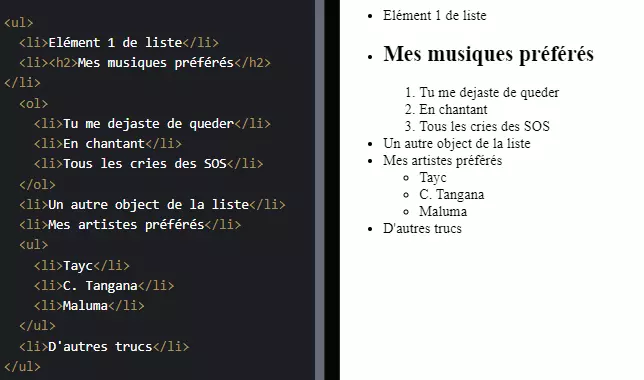 <ul>
<li>Elément 1 de liste</li>
<li><h2>Mes musiques préférés</h2>
</li>
<ol>
<li>Tu me dejaste de queder</li>
<li>En chantant</li>
<li>Tous les cries des SOS</li>
</ol>
<li>Un autre object de la liste</li>
<li>Mes artistes préférés</li>
<ul>
<li>Tayc</li>
<li>C. Tangana</li>
<li>Maluma</li>
</ul>
<li>D'autres trucs</li>
</ul>
Elément 1 de liste
Mes musiques préférés
1. Tu me dejaste de queder
2. En chantant
3. Tous les cries des SOS
Un autre object de la liste
Mes artistes préférés
Tayc
C. Tangana
Maluma
D'autres trucs